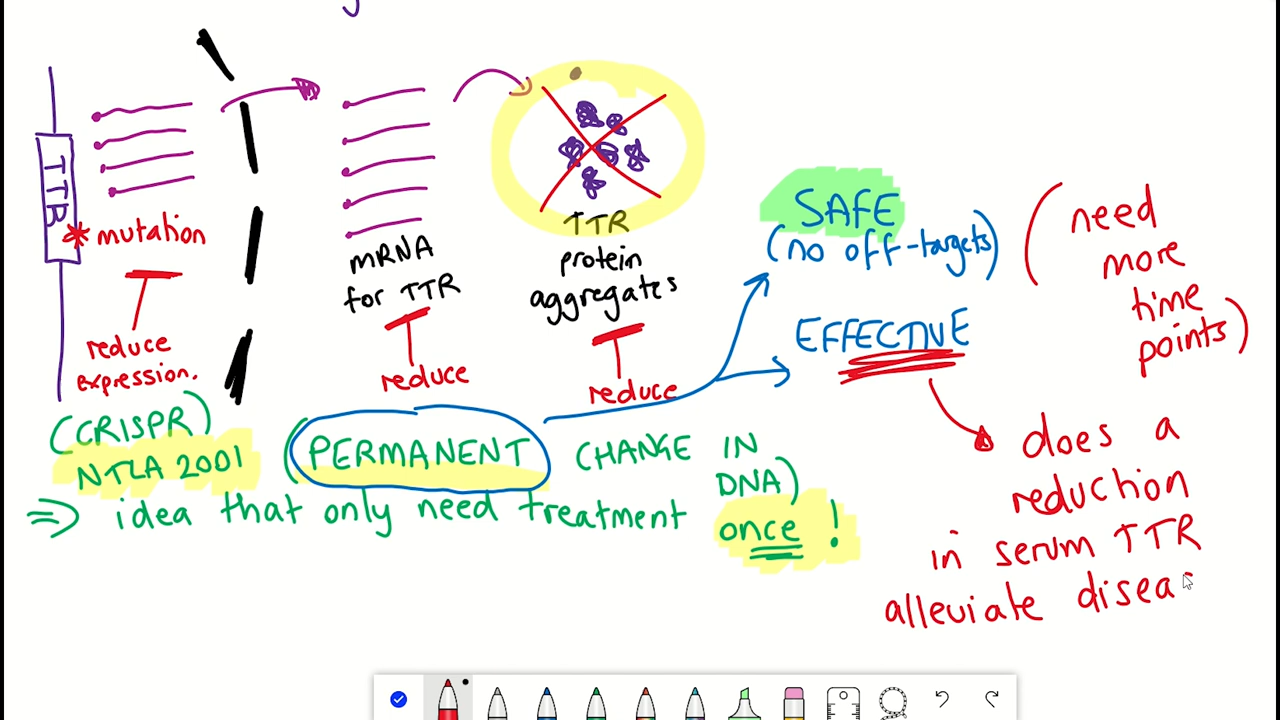 TTR
* mutation
reduce
expression.
(CRISPR)
NTLA 2001
mRNA
for TTR
reduce
TTR
protein
aggregates
reduce
(PERMANENT CHANGE IN
DNA)
=> idea that only need treatment once!
SAFE
(no off-targets)
EFFECTIVE
(need
more
time
points)
does a
reduction
in serum TTR
alleviate disea